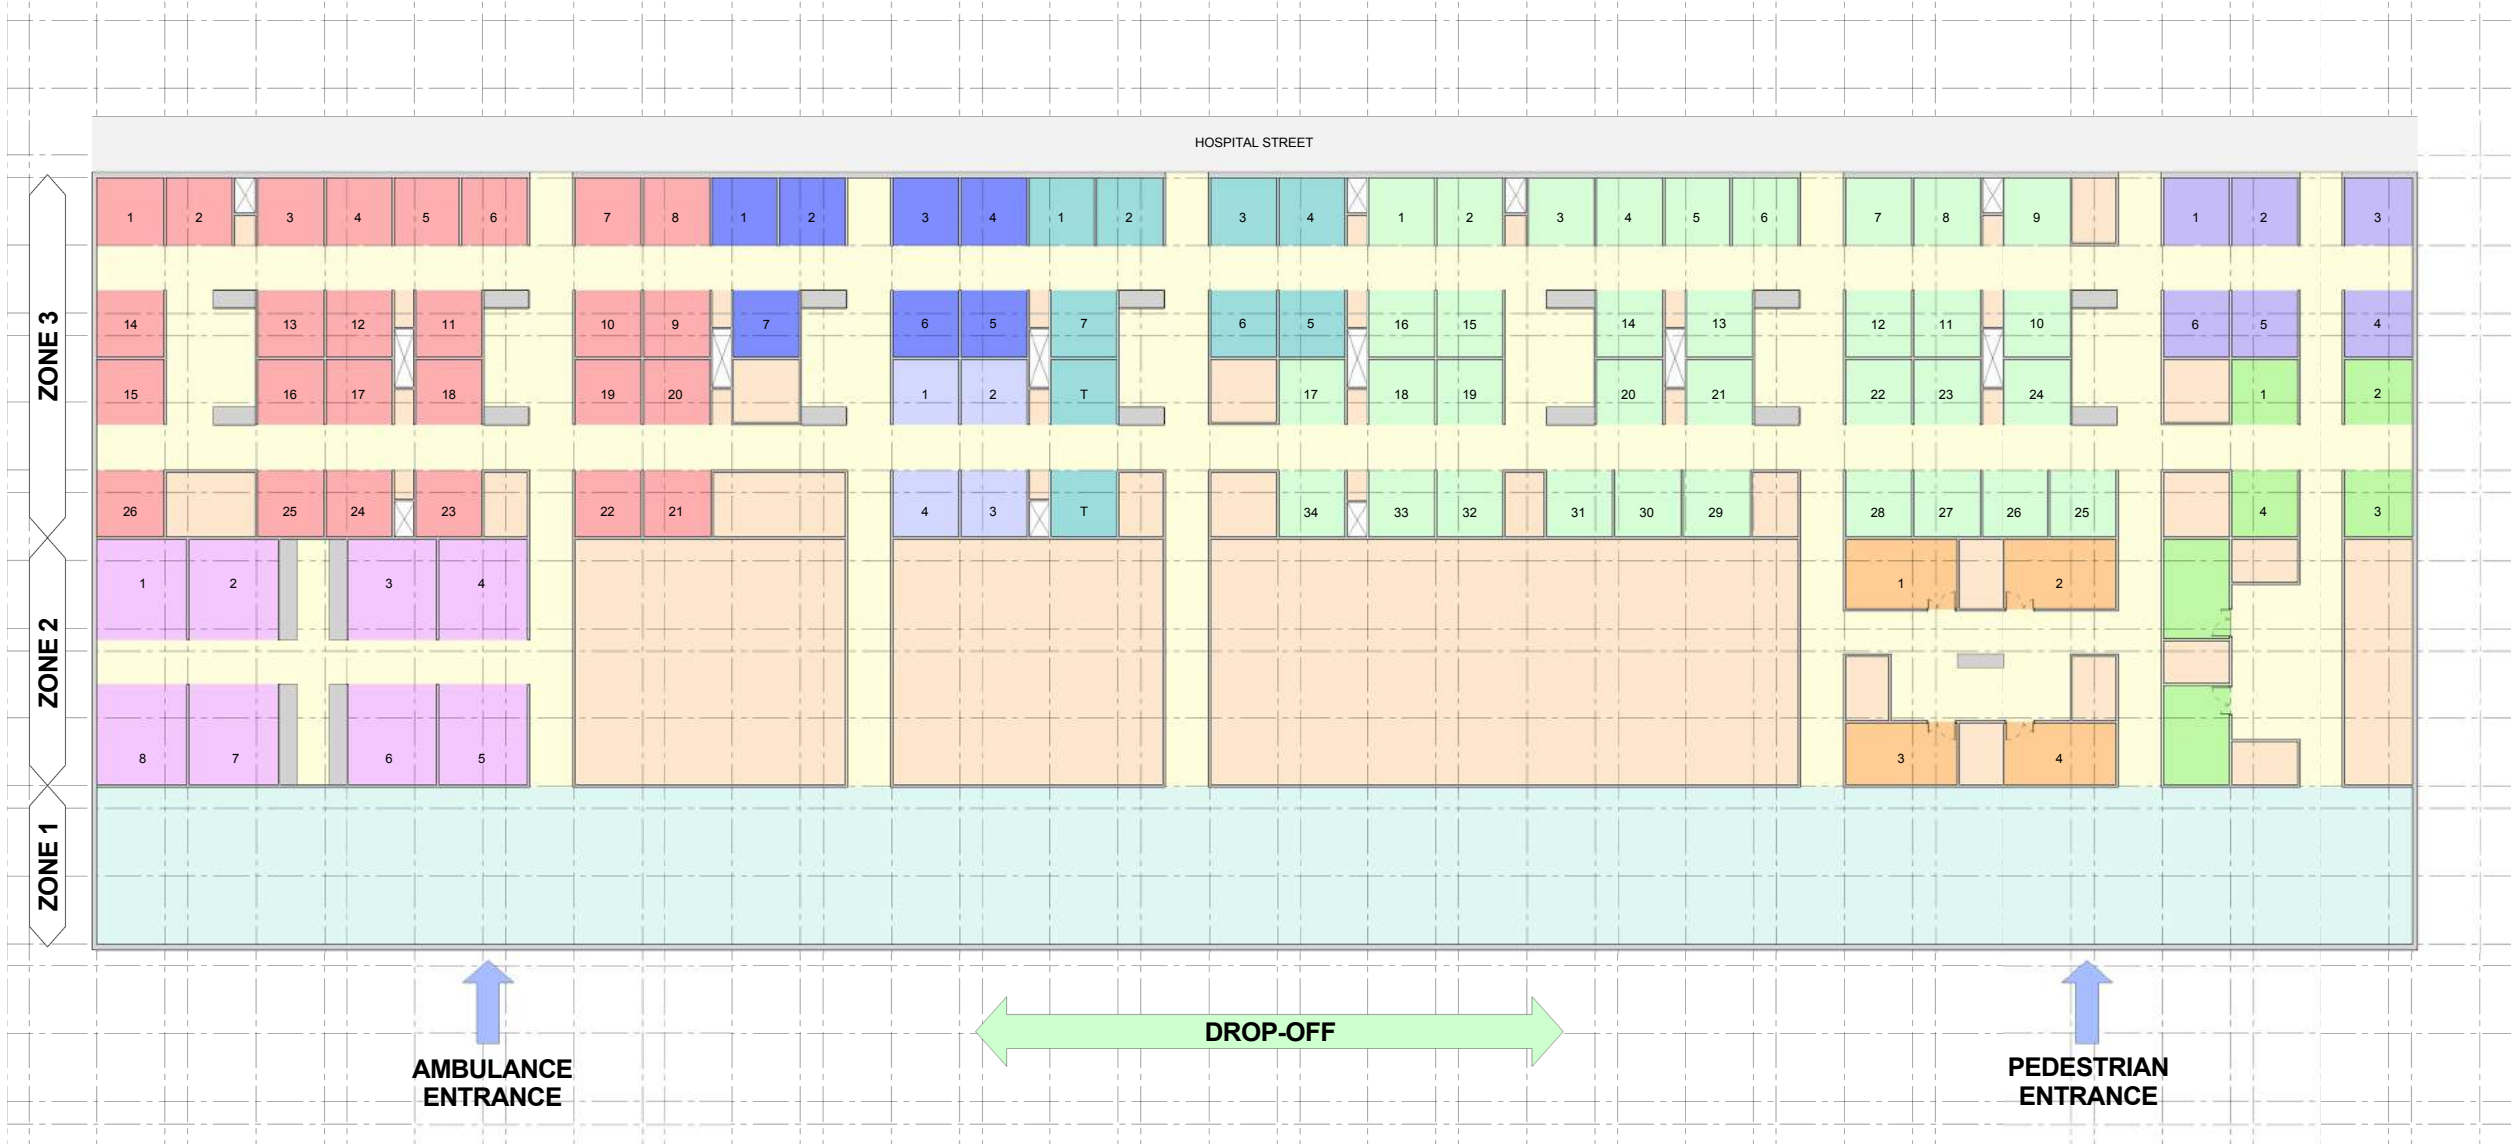 HOSPITAL STREET
1 2 3 4 5 6 7 8 1 2 3 4 1 2 3 4 1 2 3 4 5 6 7 8 9 1 2 3
14 13 12 11 10 9 7 6 5 7 6 5 16 15 14 13 12 11 10 6 5 4
ZONE 3
15 16 17 18 19 20 1 2 T 17 18 19 20 21 22 23 24 1 2
26 25 24 23 22 21 4 3 T 34 33 32 31 30 29 28 27 26 25 4 3
1 2 3 4 1 2
ZONE 2
8 7 6 5 3 4
ZONE 1
DROP-OFF
AMBULANCE
ENTRANCE
PEDESTRIAN
ENTRANCE